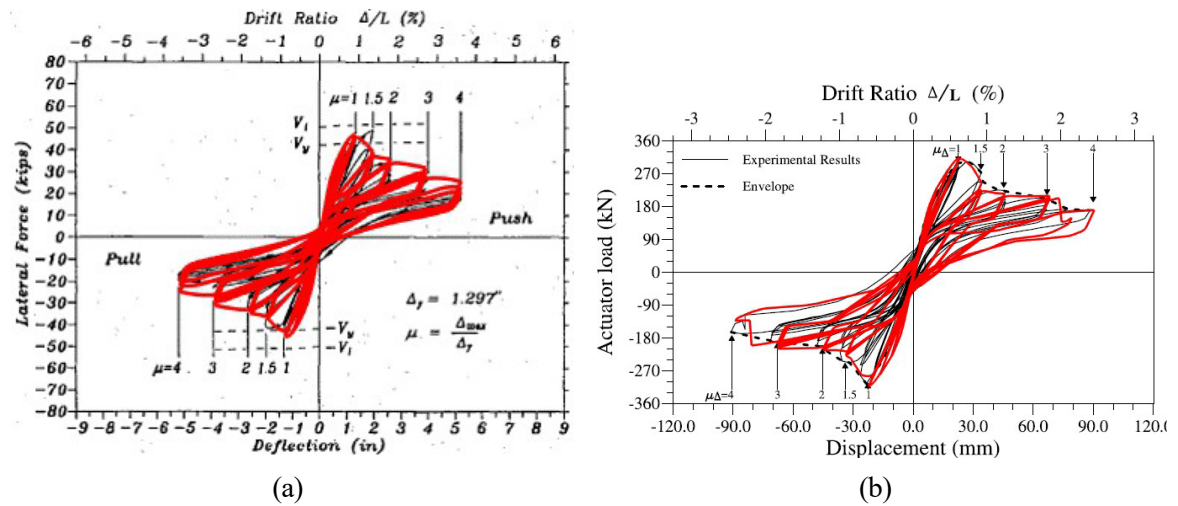 (a)
Drift Ratio Δ/L (%)
-6 -5 -4 -3 -2 -1 0 1 2 3 4 5 6
80
70
60
50
40
30
20
10
0
-10
-20
-30
-40
-50
-60
-70
-80
Lateral Force (kips)
μ=1 1.5 2 3 4
Vi
Vy
Push
Pull
Δy = 1.297"
μ = Δmax
Δy
-Vy
-Vi
μ=4 3 2 1.5 1
-9 -8 -7 -6 -5 -4 -3 -2 -1 0 1 2 3 4 5 6 7 8 9
Deflection (in)
(a)
(b)
Drift Ratio Δ/L (%)
-3 -2 -1 0 1 2 3
360
270
180
90
0
-90
-180
-270
-360
Actuator load (kN)
Experimental Results
Envelope
μΔ=1 1.5 2 3 4
μΔ=4 3 2 1.5 1
-120.0 -90.0 -60.0 -30.0 0.0 30.0 60.0 90.0 120.0
Displacement (mm)
(b)